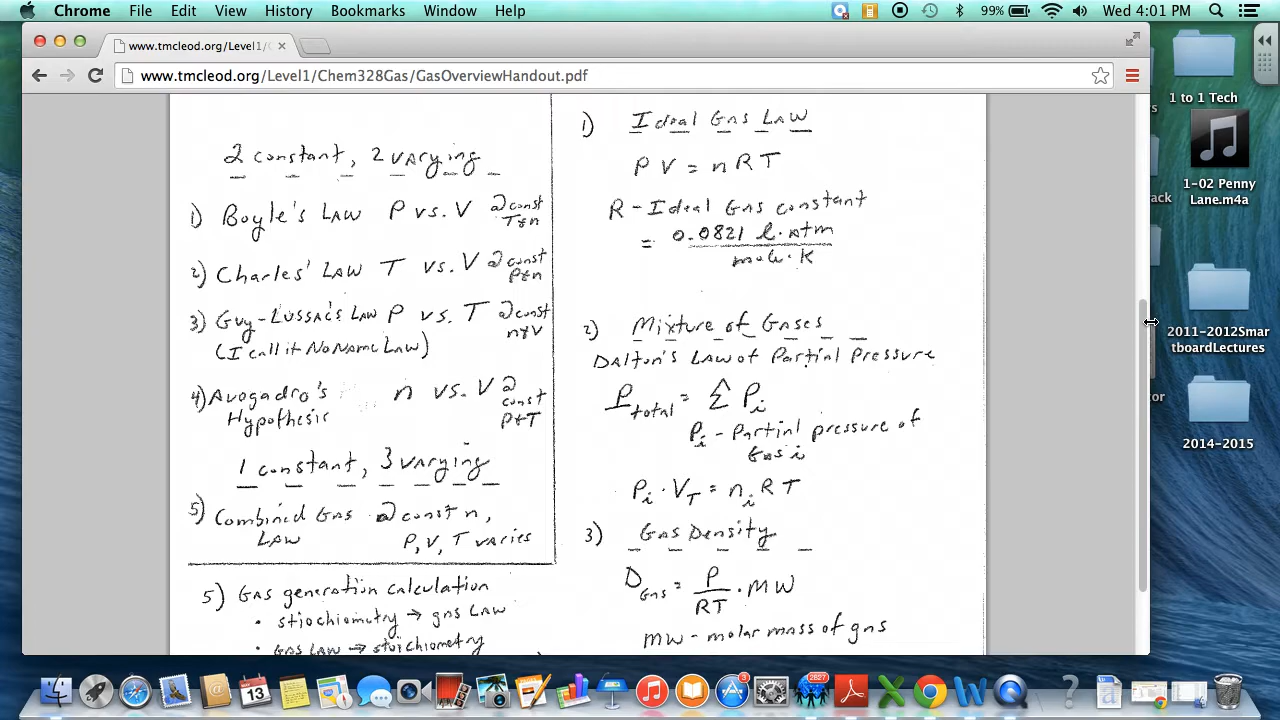 Chrome File Edit View History Bookmarks Window Help 99% Wed 4:01 PM
www.tmcleod.org/Level1/
www.tmcleod.org/Level1/Chem328Gas/GasOverviewHandout.pdf
2 constant, 2 varying
1) Boyle's Law P vs. V @ const
T & n
2) Charles' Law T vs. V @ const
P & n
3) Guy-Lussac's Law P vs. T @ const
n & V
(I call it No Name Law)
4) Avogadro's n vs. V @
Hypothesis const
P & T
1 constant, 3 varying
5) Combined Gas @ const n,
Law P, V, T varies
5) Gas generation calculation
• stiochiometry → gas Law
• Gas Law → stoichiometry
1) Ideal Gas Law
PV = nRT
R - Ideal Gas constant
= 0.0821 l·atm
mole·K
2) Mixture of Gases
Dalton's Law of Partial Pressure
P total = Σ Pi
Pi - Partial pressure of
Gas i
Pi · VT = ni RT
3) Gas Density
D Gas = P · MW
RT
MW - molar mass of gas
1 to 1 Tech
1-02 Penny
Lane.m4a
2011-2012Smar
tboardLectures
2014-2015
MAY
13
2827
3